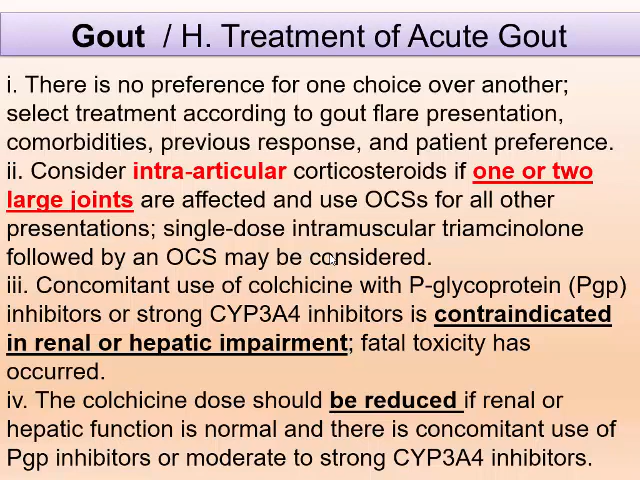 Gout / H. Treatment of Acute Gout
i. There is no preference for one choice over another;
select treatment according to gout flare presentation,
comorbidities, previous response, and patient preference.
ii. Consider intra-articular corticosteroids if one or two
large joints are affected and use OCSs for all other
presentations; single-dose intramuscular triamcinolone
followed by an OCS may be considered.
iii. Concomitant use of colchicine with P-glycoprotein (Pgp)
inhibitors or strong CYP3A4 inhibitors is contraindicated
in renal or hepatic impairment; fatal toxicity has
occurred.
iv. The colchicine dose should be reduced if renal or
hepatic function is normal and there is concomitant use of
Pgp inhibitors or moderate to strong CYP3A4 inhibitors.